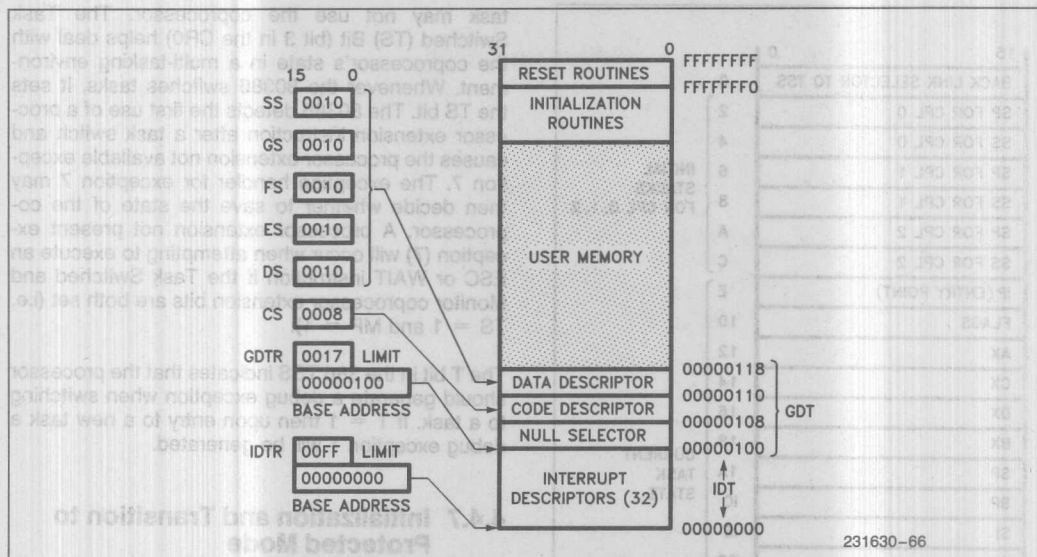 31 0
15 0
RESET ROUTINES
FFFFFFFF
FFFFFFF0
SS 0010
INITIALIZATION
ROUTINES
GS 0010
FS 0010
ES 0010
USER MEMORY
DS 0010
CS 0008
GDTR 0017 LIMIT
00000100
BASE ADDRESS
00000118
DATA DESCRIPTOR
00000110
CODE DESCRIPTOR
00000108
NULL SELECTOR
00000100
GDT
IDTR 00FF LIMIT
00000000
BASE ADDRESS
INTERRUPT
DESCRIPTORS (32)
IDT
00000000
231630-66